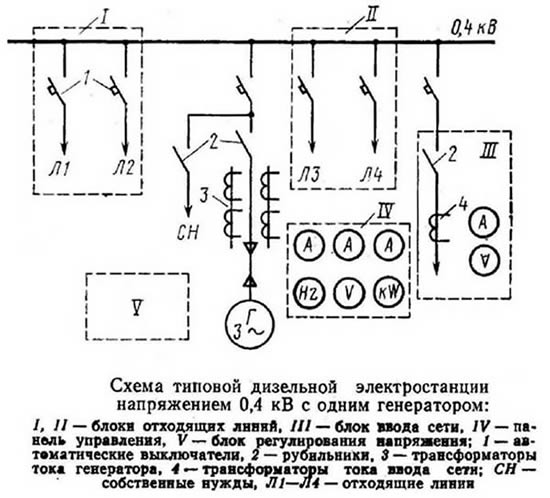 I
II
0,4 кВ
1
Л1
Л2
2
3
СН
Л3
Л4
2
III
4
A
V
IV
A
A
A
Hz
V
kW
V
Г
3 ~
Схема типовой дизельной электростанции
напряжением 0,4 кВ с одним генератором:
I, II — блоки отходящих линий, III — блок ввода сети, IV — па-
нель управления, V — блок регулирования напряжения; 1 — ав-
томатические выключатели, 2 — рубильники, 3 — трансформаторы
тока генератора, 4 — трансформаторы тока ввода сети; СН —
собственные нужды, Л1—Л4 — отходящие линии